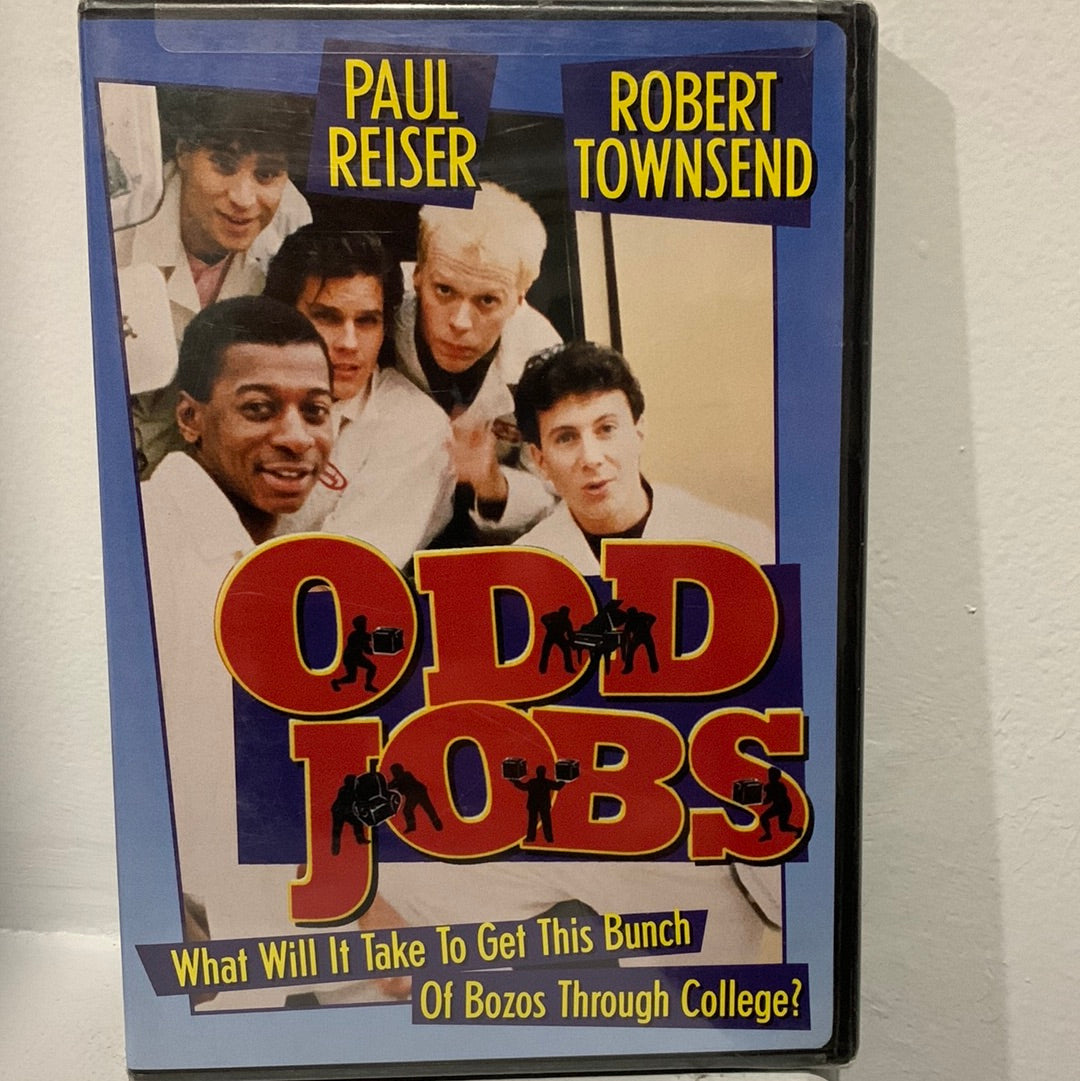 PAUL
REISER
ROBERT
TOWNSEND
ODD
JOBS
What Will It Take To Get This Bunch
Of Bozos Through College?